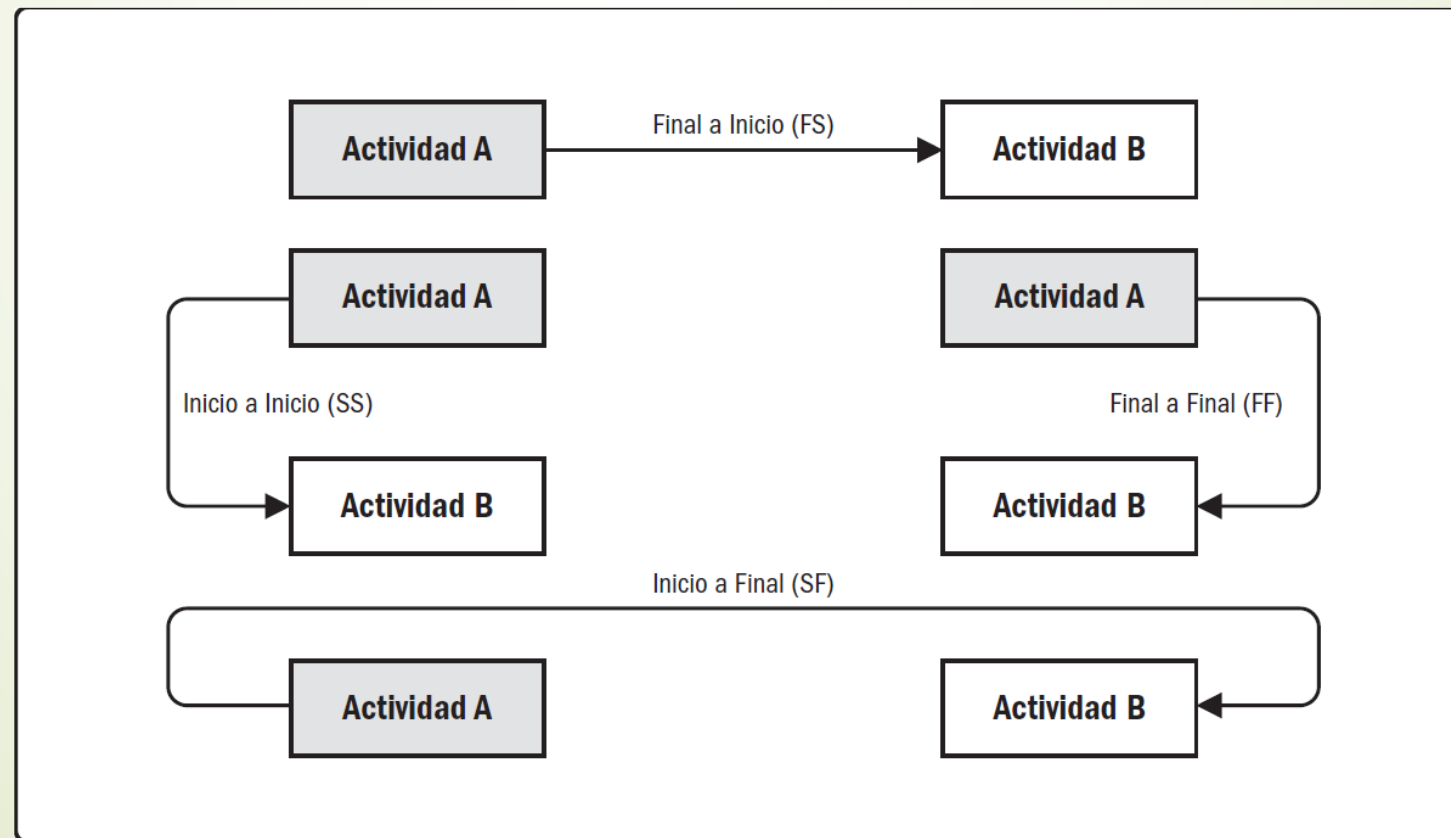 Final a Inicio (FS)
Actividad A
Actividad B
Actividad A
Actividad A
Inicio a Inicio (SS)
Final a Final (FF)
Actividad B
Actividad B
Inicio a Final (SF)
Actividad A
Actividad B